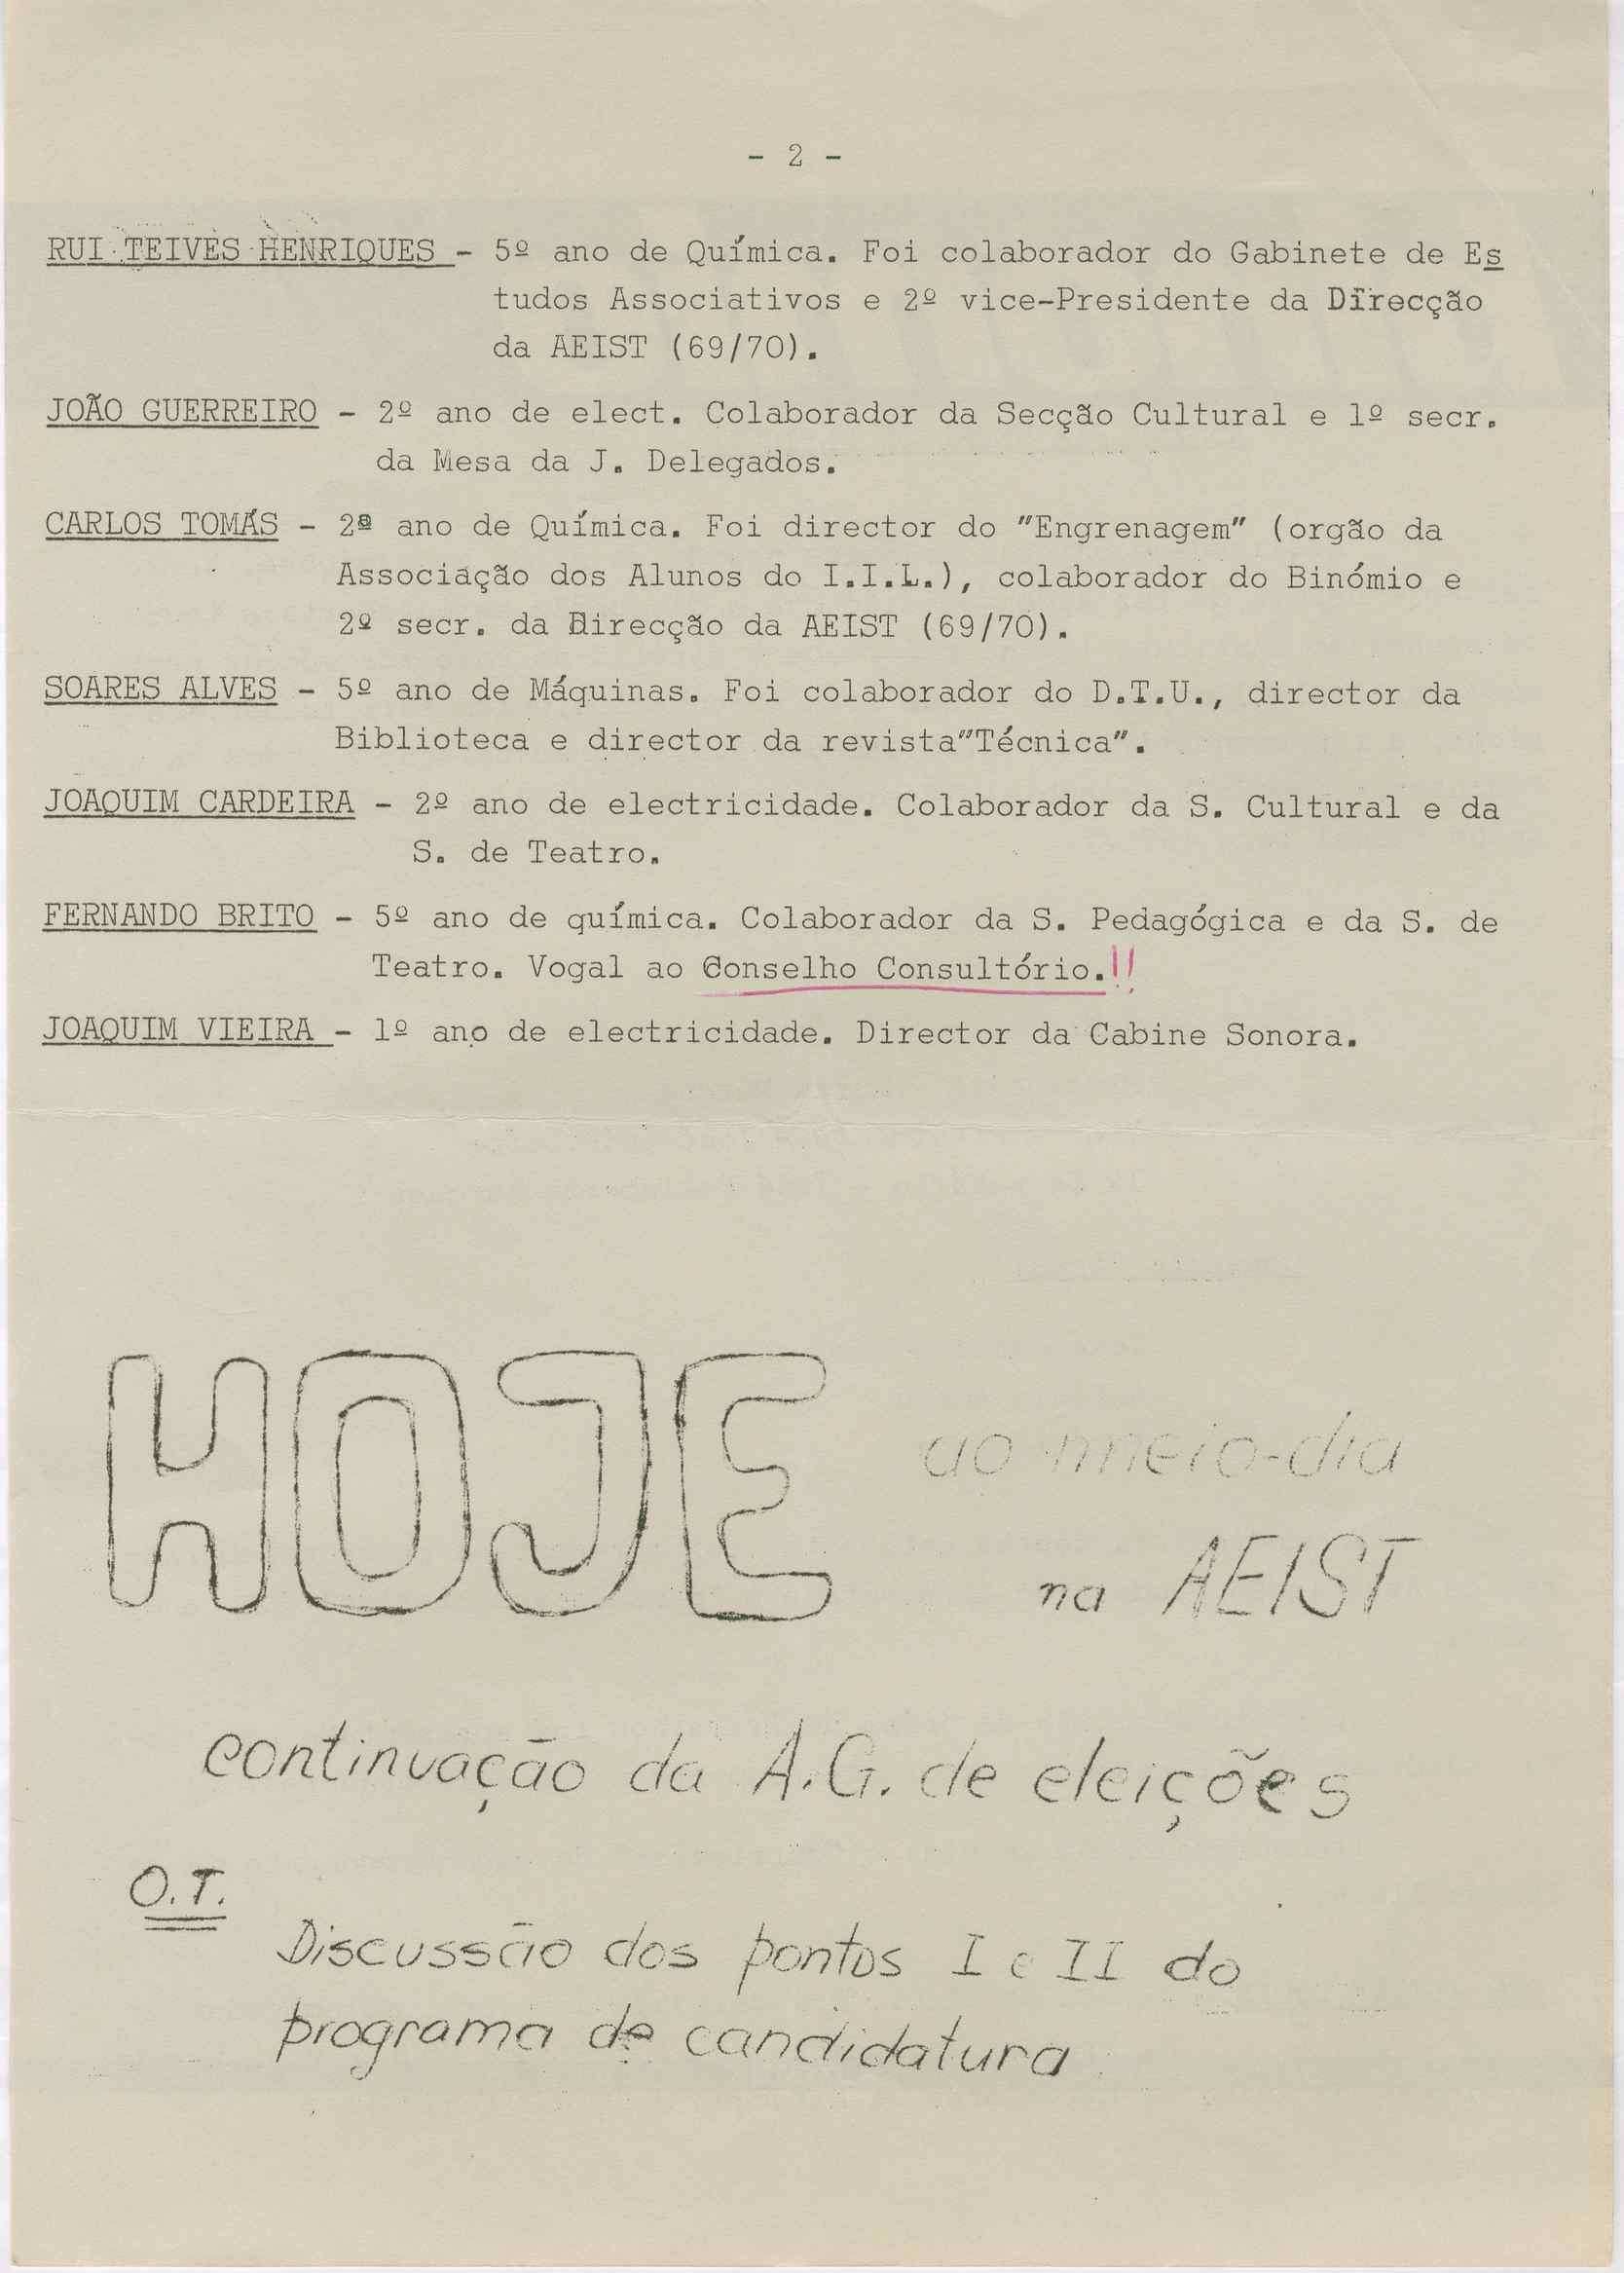 - 2 -
RUI TEIVES HENRIQUES - 5º ano de Química. Foi colaborador do Gabinete de Es
tudos Associativos e 2º vice-Presidente da Direcção
da AEIST (69/70).
JOÃO GUERREIRO - 2º ano de elect. Colaborador da Secção Cultural e 1º secr.
da Mesa da J. Delegados.
CARLOS TOMÁS - 2º ano de Química. Foi director do "Engrenagem" (orgão da
Associação dos Alunos do I.I.L.), colaborador do Binómio e
2º secr. da Direcção da AEIST (69/70).
SOARES ALVES - 5º ano de Máquinas. Foi colaborador do D.T.U., director da
Biblioteca e director da revista"Técnica".
JOAQUIM CARDEIRA - 2º ano de electricidade. Colaborador da S. Cultural e da
S. de Teatro.
FERNANDO BRITO - 5º ano de química. Colaborador da S. Pedagógica e da S. de
Teatro. Vogal ao Conselho Consultório.!!
JOAQUIM VIEIRA - 1º ano de electricidade. Director da Cabine Sonora.
HOJE ao meio-dia
na AEIST
continuação da A.G. de eleições
O.T.
Discussão dos pontos I e II do
programa de candidatura